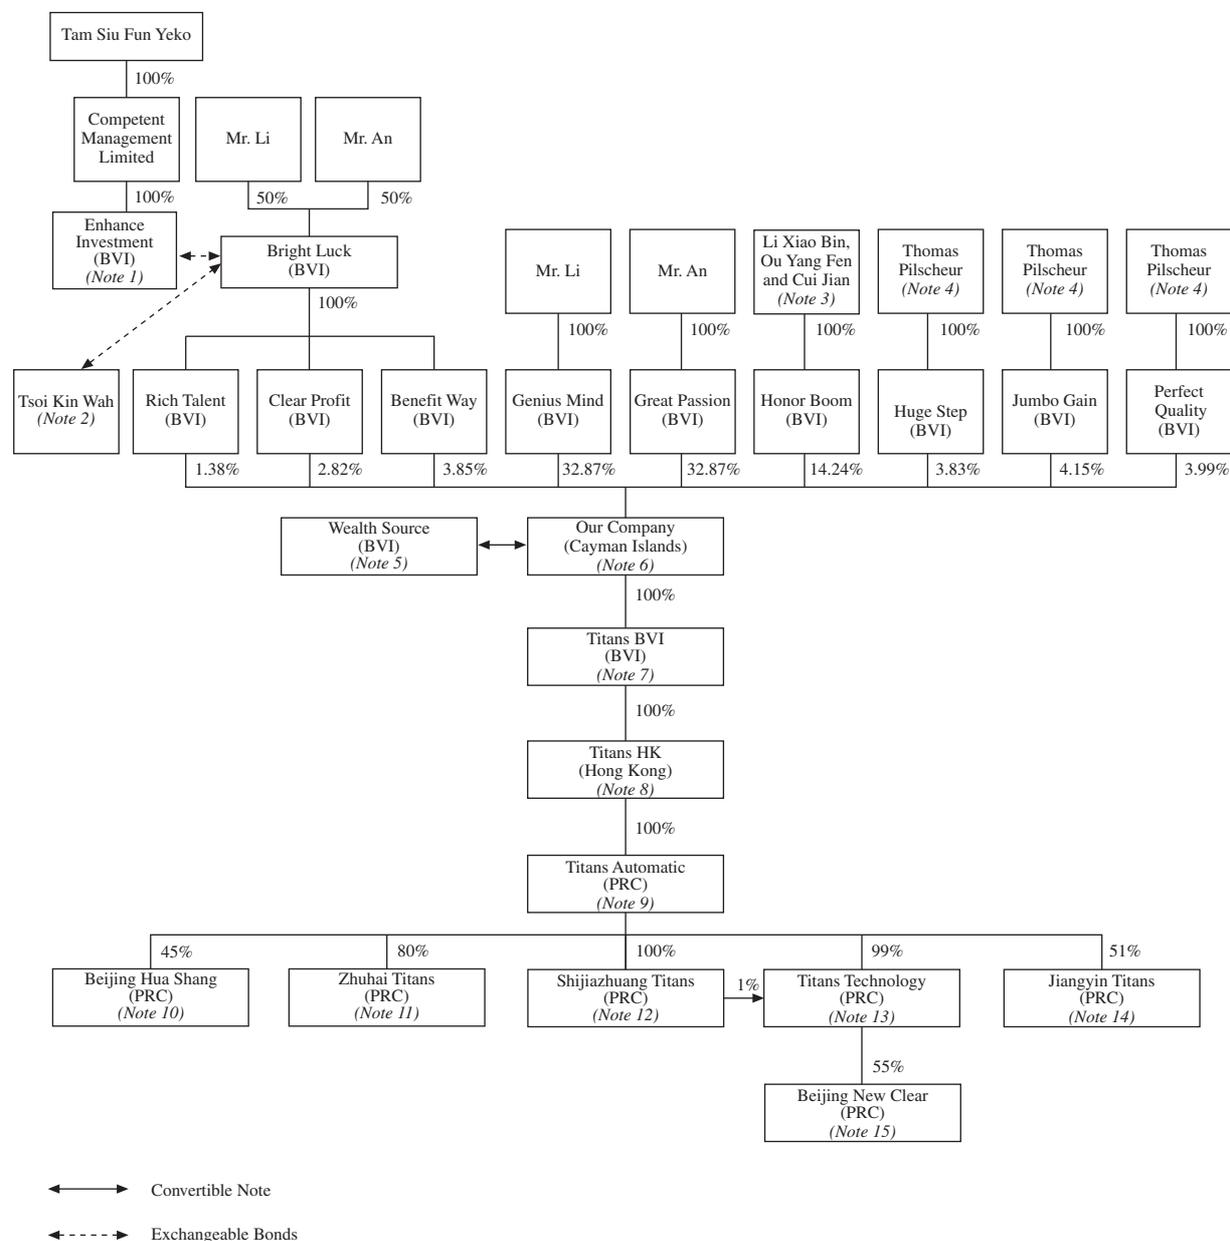 Tam Siu Fun Yeko
100%
Competent
Management
Limited
Mr. Li
Mr. An
100%
50%
50%
Enhance
Investment
(BVI)
(Note 1)
Bright Luck
(BVI)
Mr. Li
Mr. An
Li Xiao Bin,
Ou Yang Fen
and Cui Jian
(Note 3)
Thomas
Pilscheur
(Note 4)
Thomas
Pilscheur
(Note 4)
Thomas
Pilscheur
(Note 4)
100%
100%
100%
100%
100%
100%
100%
Tsoi Kin Wah
(Note 2)
Rich Talent
(BVI)
Clear Profit
(BVI)
Benefit Way
(BVI)
Genius Mind
(BVI)
Great Passion
(BVI)
Honor Boom
(BVI)
Huge Step
(BVI)
Jumbo Gain
(BVI)
Perfect
Quality
(BVI)
1.38%
2.82%
3.85%
32.87%
32.87%
14.24%
3.83%
4.15%
3.99%
Wealth Source
(BVI)
(Note 5)
Our Company
(Cayman Islands)
(Note 6)
100%
Titans BVI
(BVI)
(Note 7)
100%
Titans HK
(Hong Kong)
(Note 8)
100%
Titans Automatic
(PRC)
(Note 9)
45%
80%
100%
99%
51%
Beijing Hua Shang
(PRC)
(Note 10)
Zhuhai Titans
(PRC)
(Note 11)
Shijiazhuang Titans
(PRC)
(Note 12)
1%
Titans Technology
(PRC)
(Note 13)
Jiangyin Titans
(PRC)
(Note 14)
55%
Beijing New Clear
(PRC)
(Note 15)
Convertible Note
Exchangeable Bonds